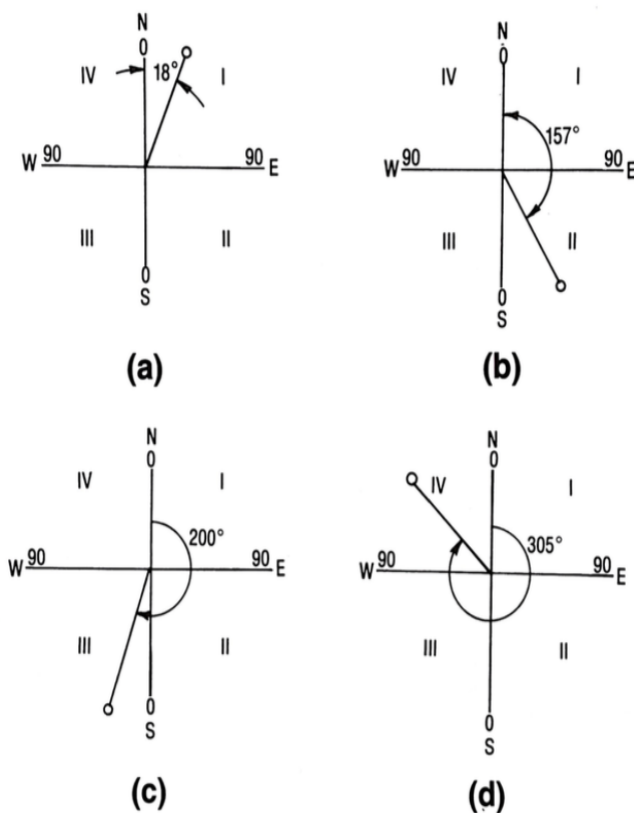 N
0
IV 18° I
W 90 90 E
III II
0
S
(a)
N
0
IV I
157°
W 90 90 E
III II
0
S
(b)
N
0
IV I
200°
W 90 90 E
III II
0
S
(c)
N
0
IV I
305°
W 90 90 E
III II
0
S
(d)